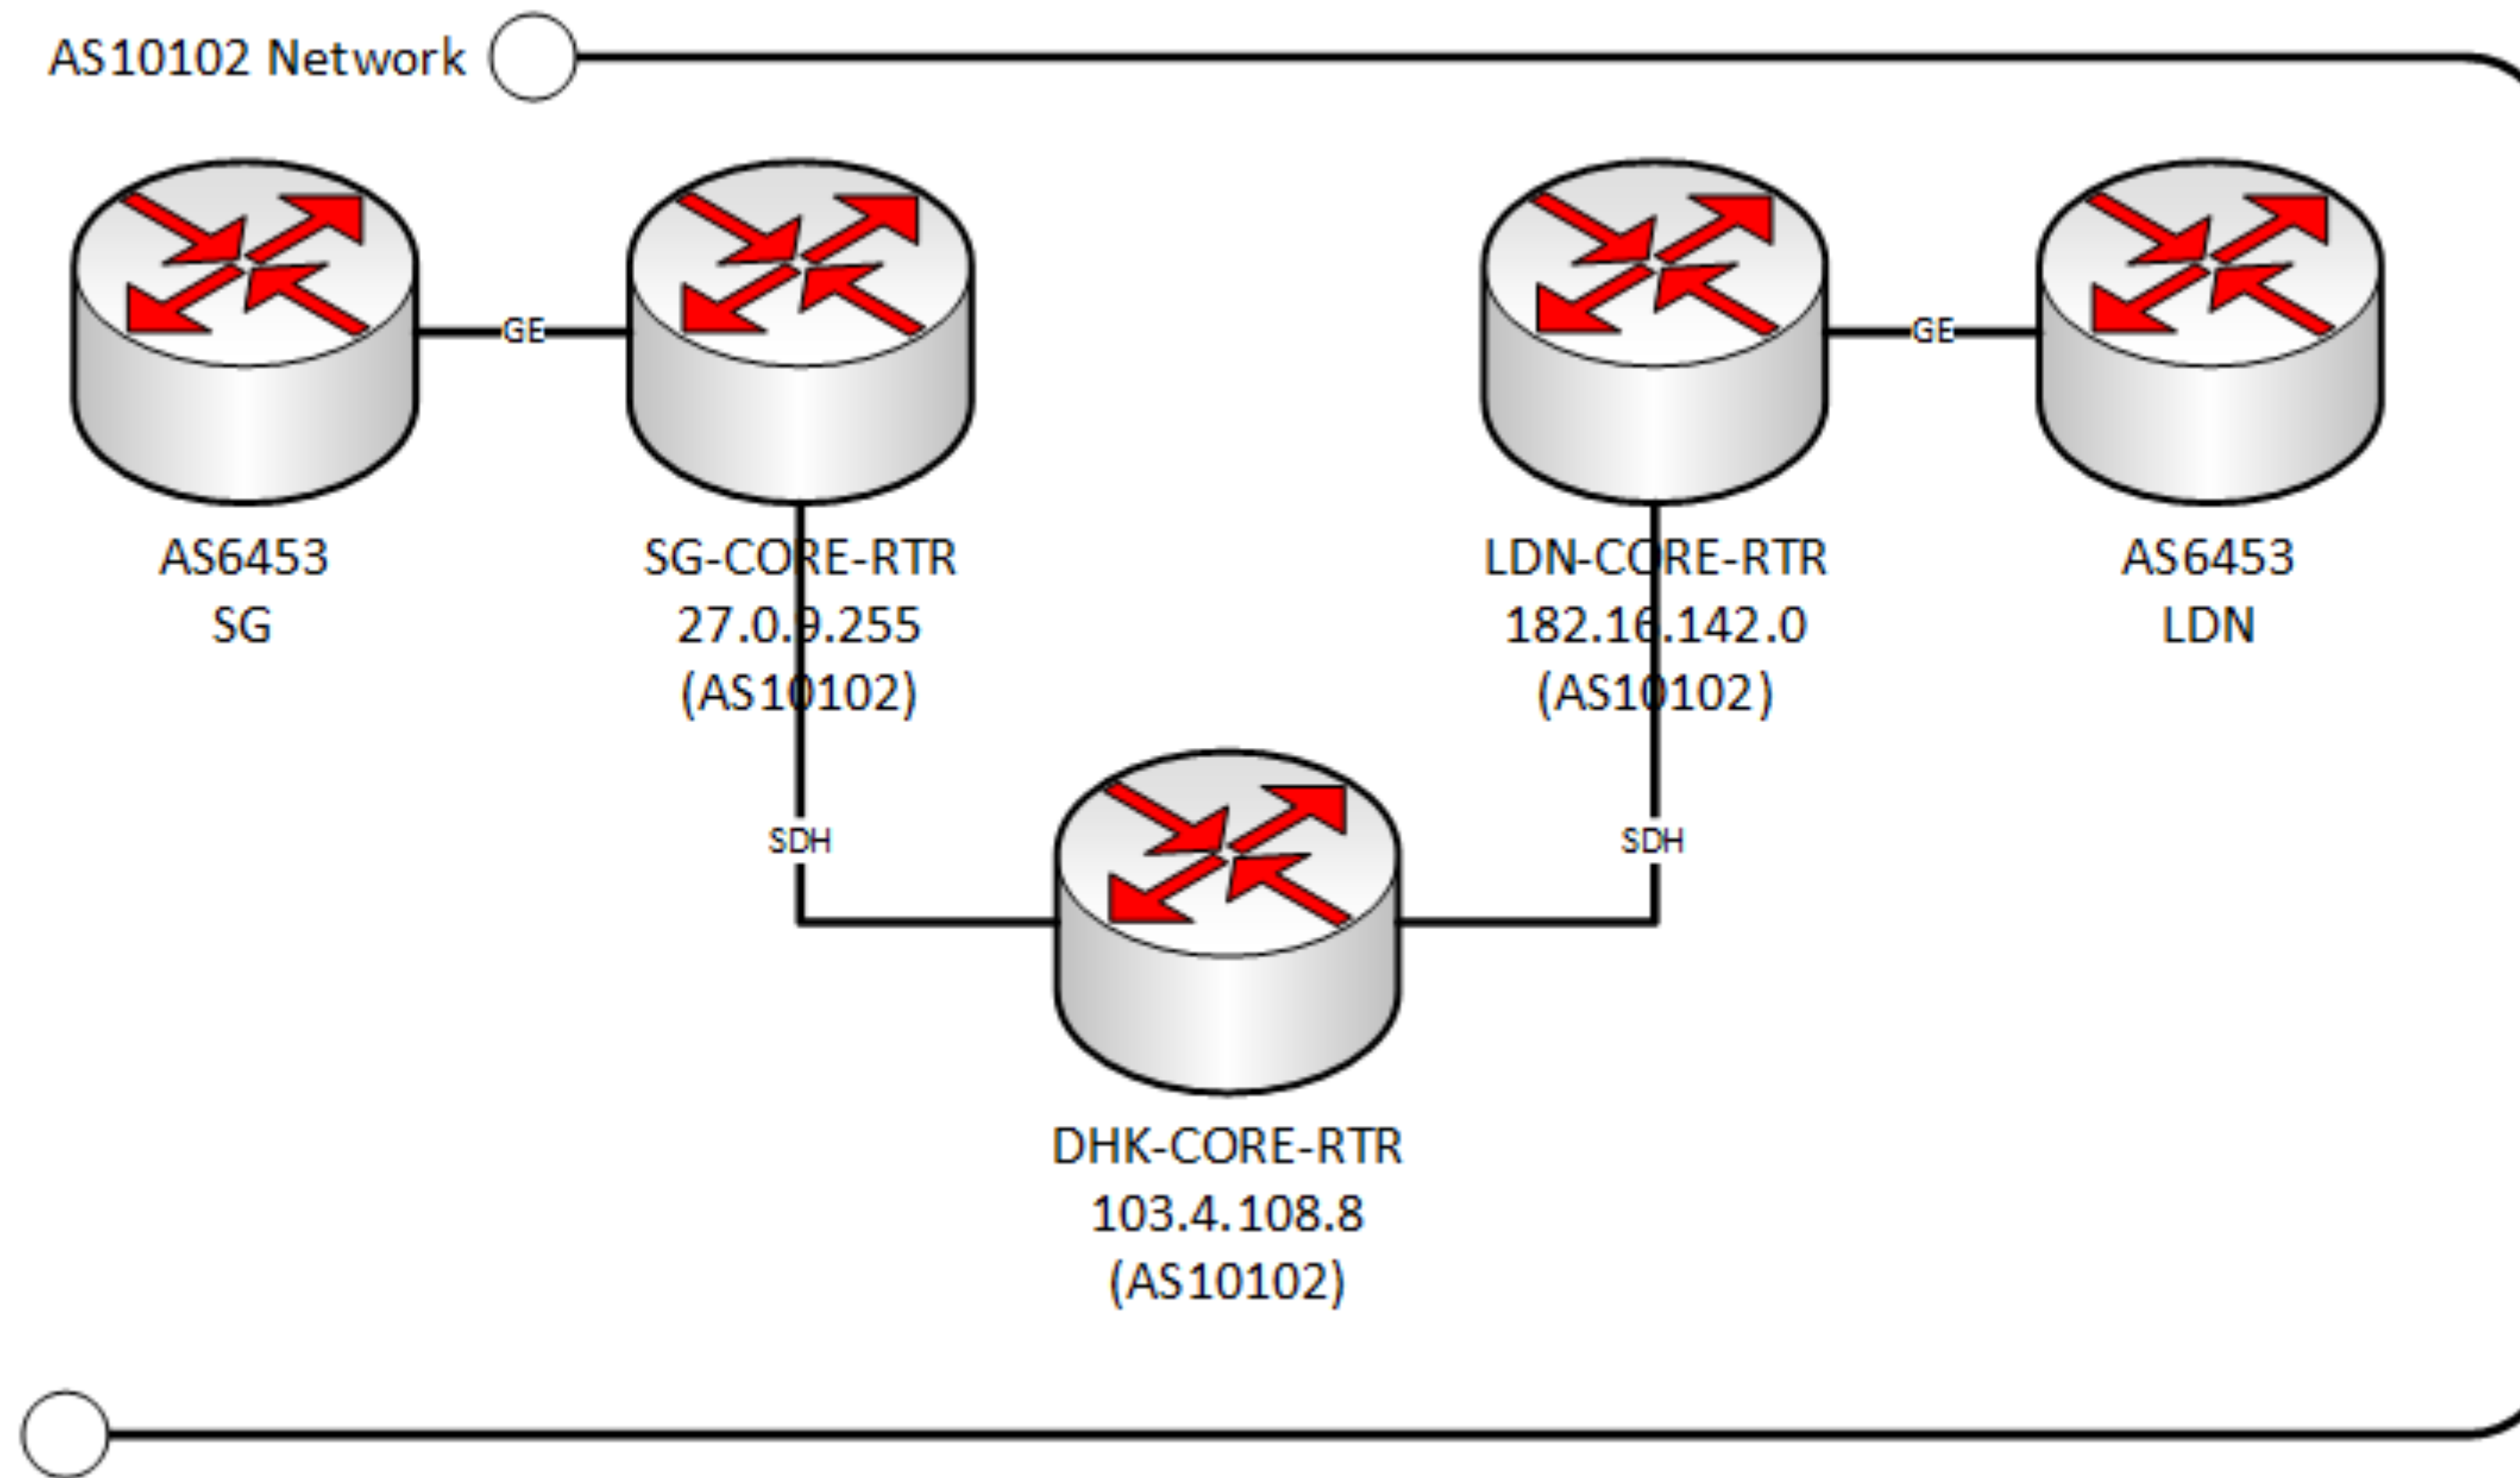 AS10102 Network
GE
GE
AS6453
SG
SG-CORE-RTR
27.0.9.255
(AS10102)
LDN-CORE-RTR
182.16.142.0
(AS10102)
AS6453
LDN
SDH
SDH
DHK-CORE-RTR
103.4.108.8
(AS10102)